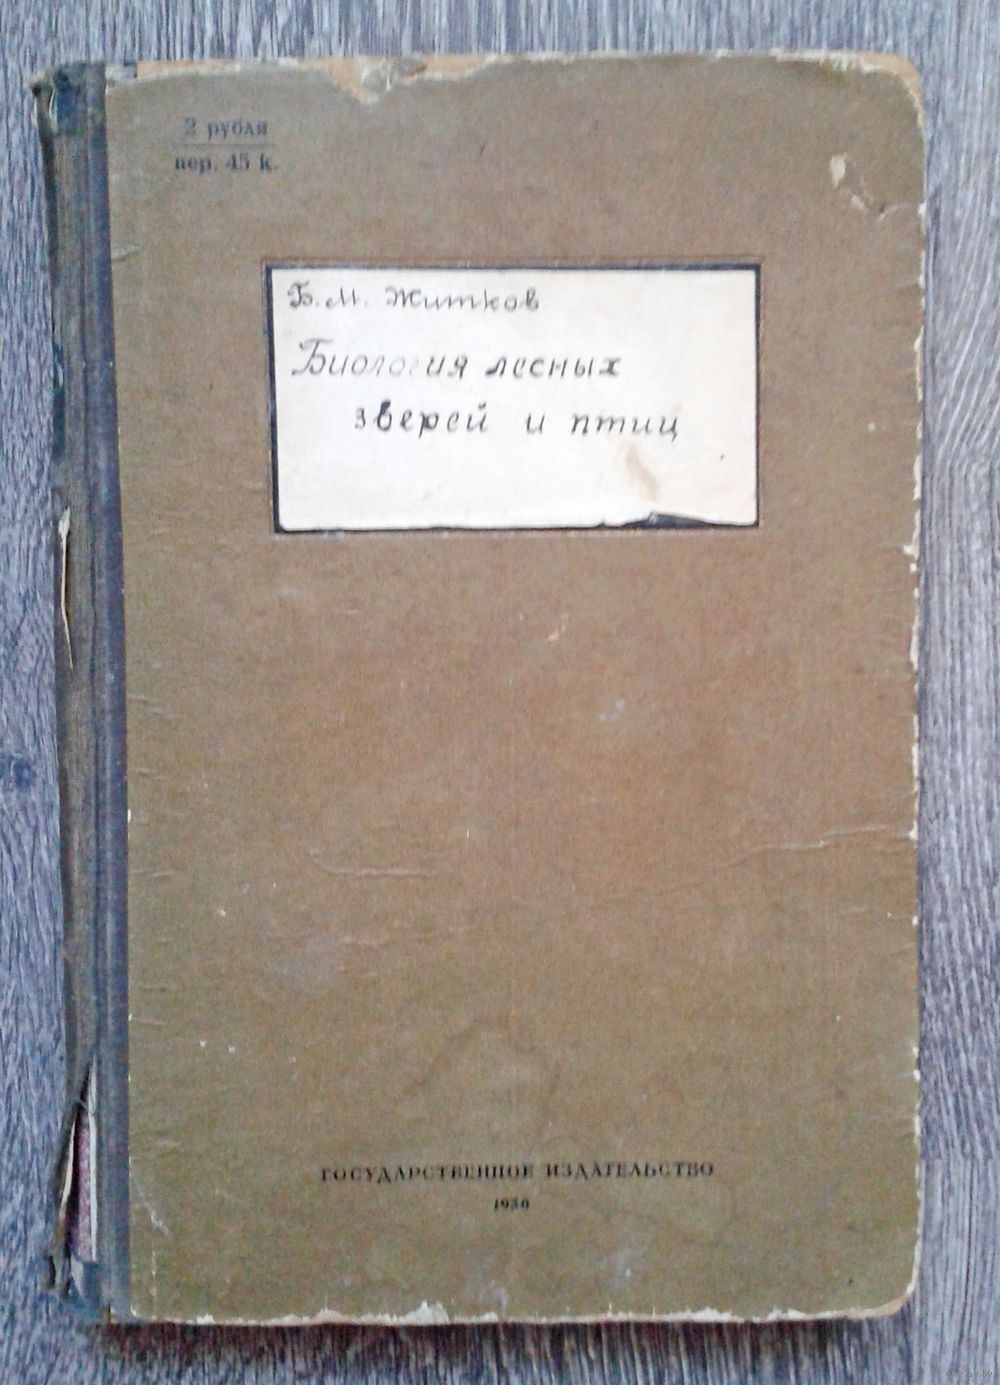 2 рубля
пер. 45 к.
Б. М. Житков
Биология лесных
зверей и птиц
ГОСУДАРСТВЕННОЕ ИЗДАТЕЛЬСТВО